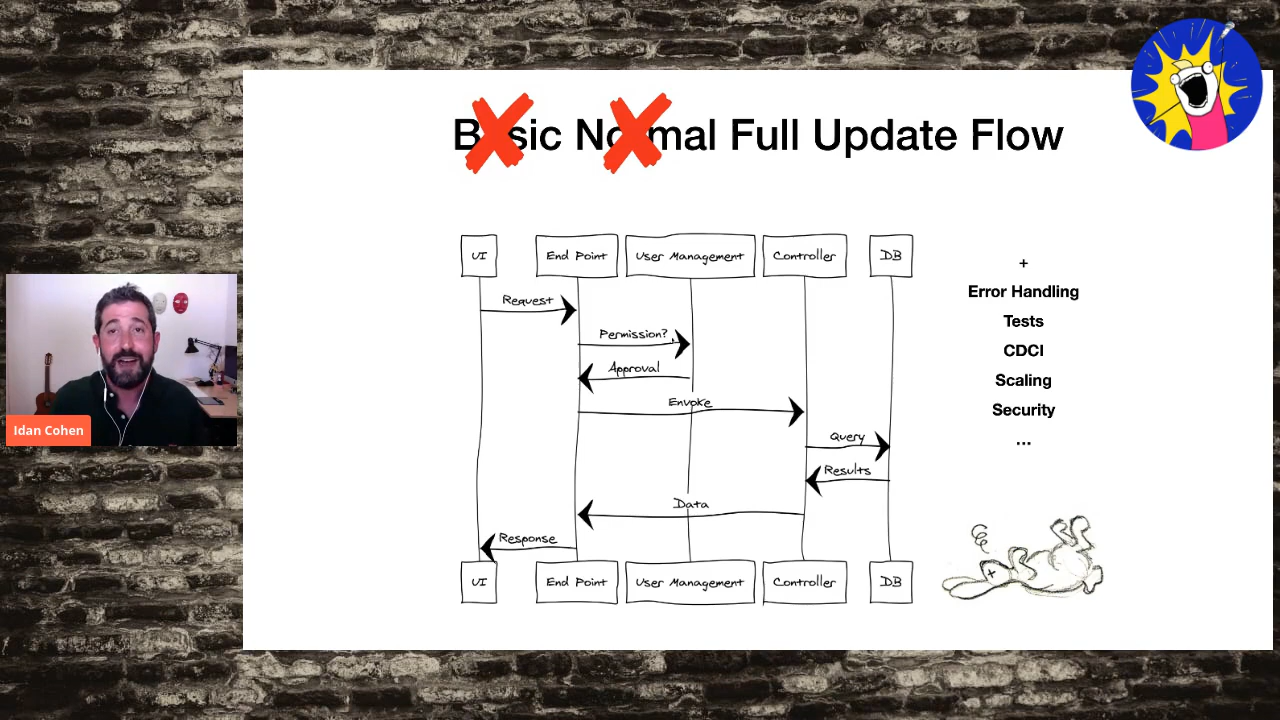 Basic Normal Full Update Flow
UI
End Point
User Management
Controller
DB
Request
Permission?
Approval
Envoke
Query
Results
Data
Response
UI
End Point
User Management
Controller
DB
+
Error Handling
Tests
CDCI
Scaling
Security
...
Idan Cohen